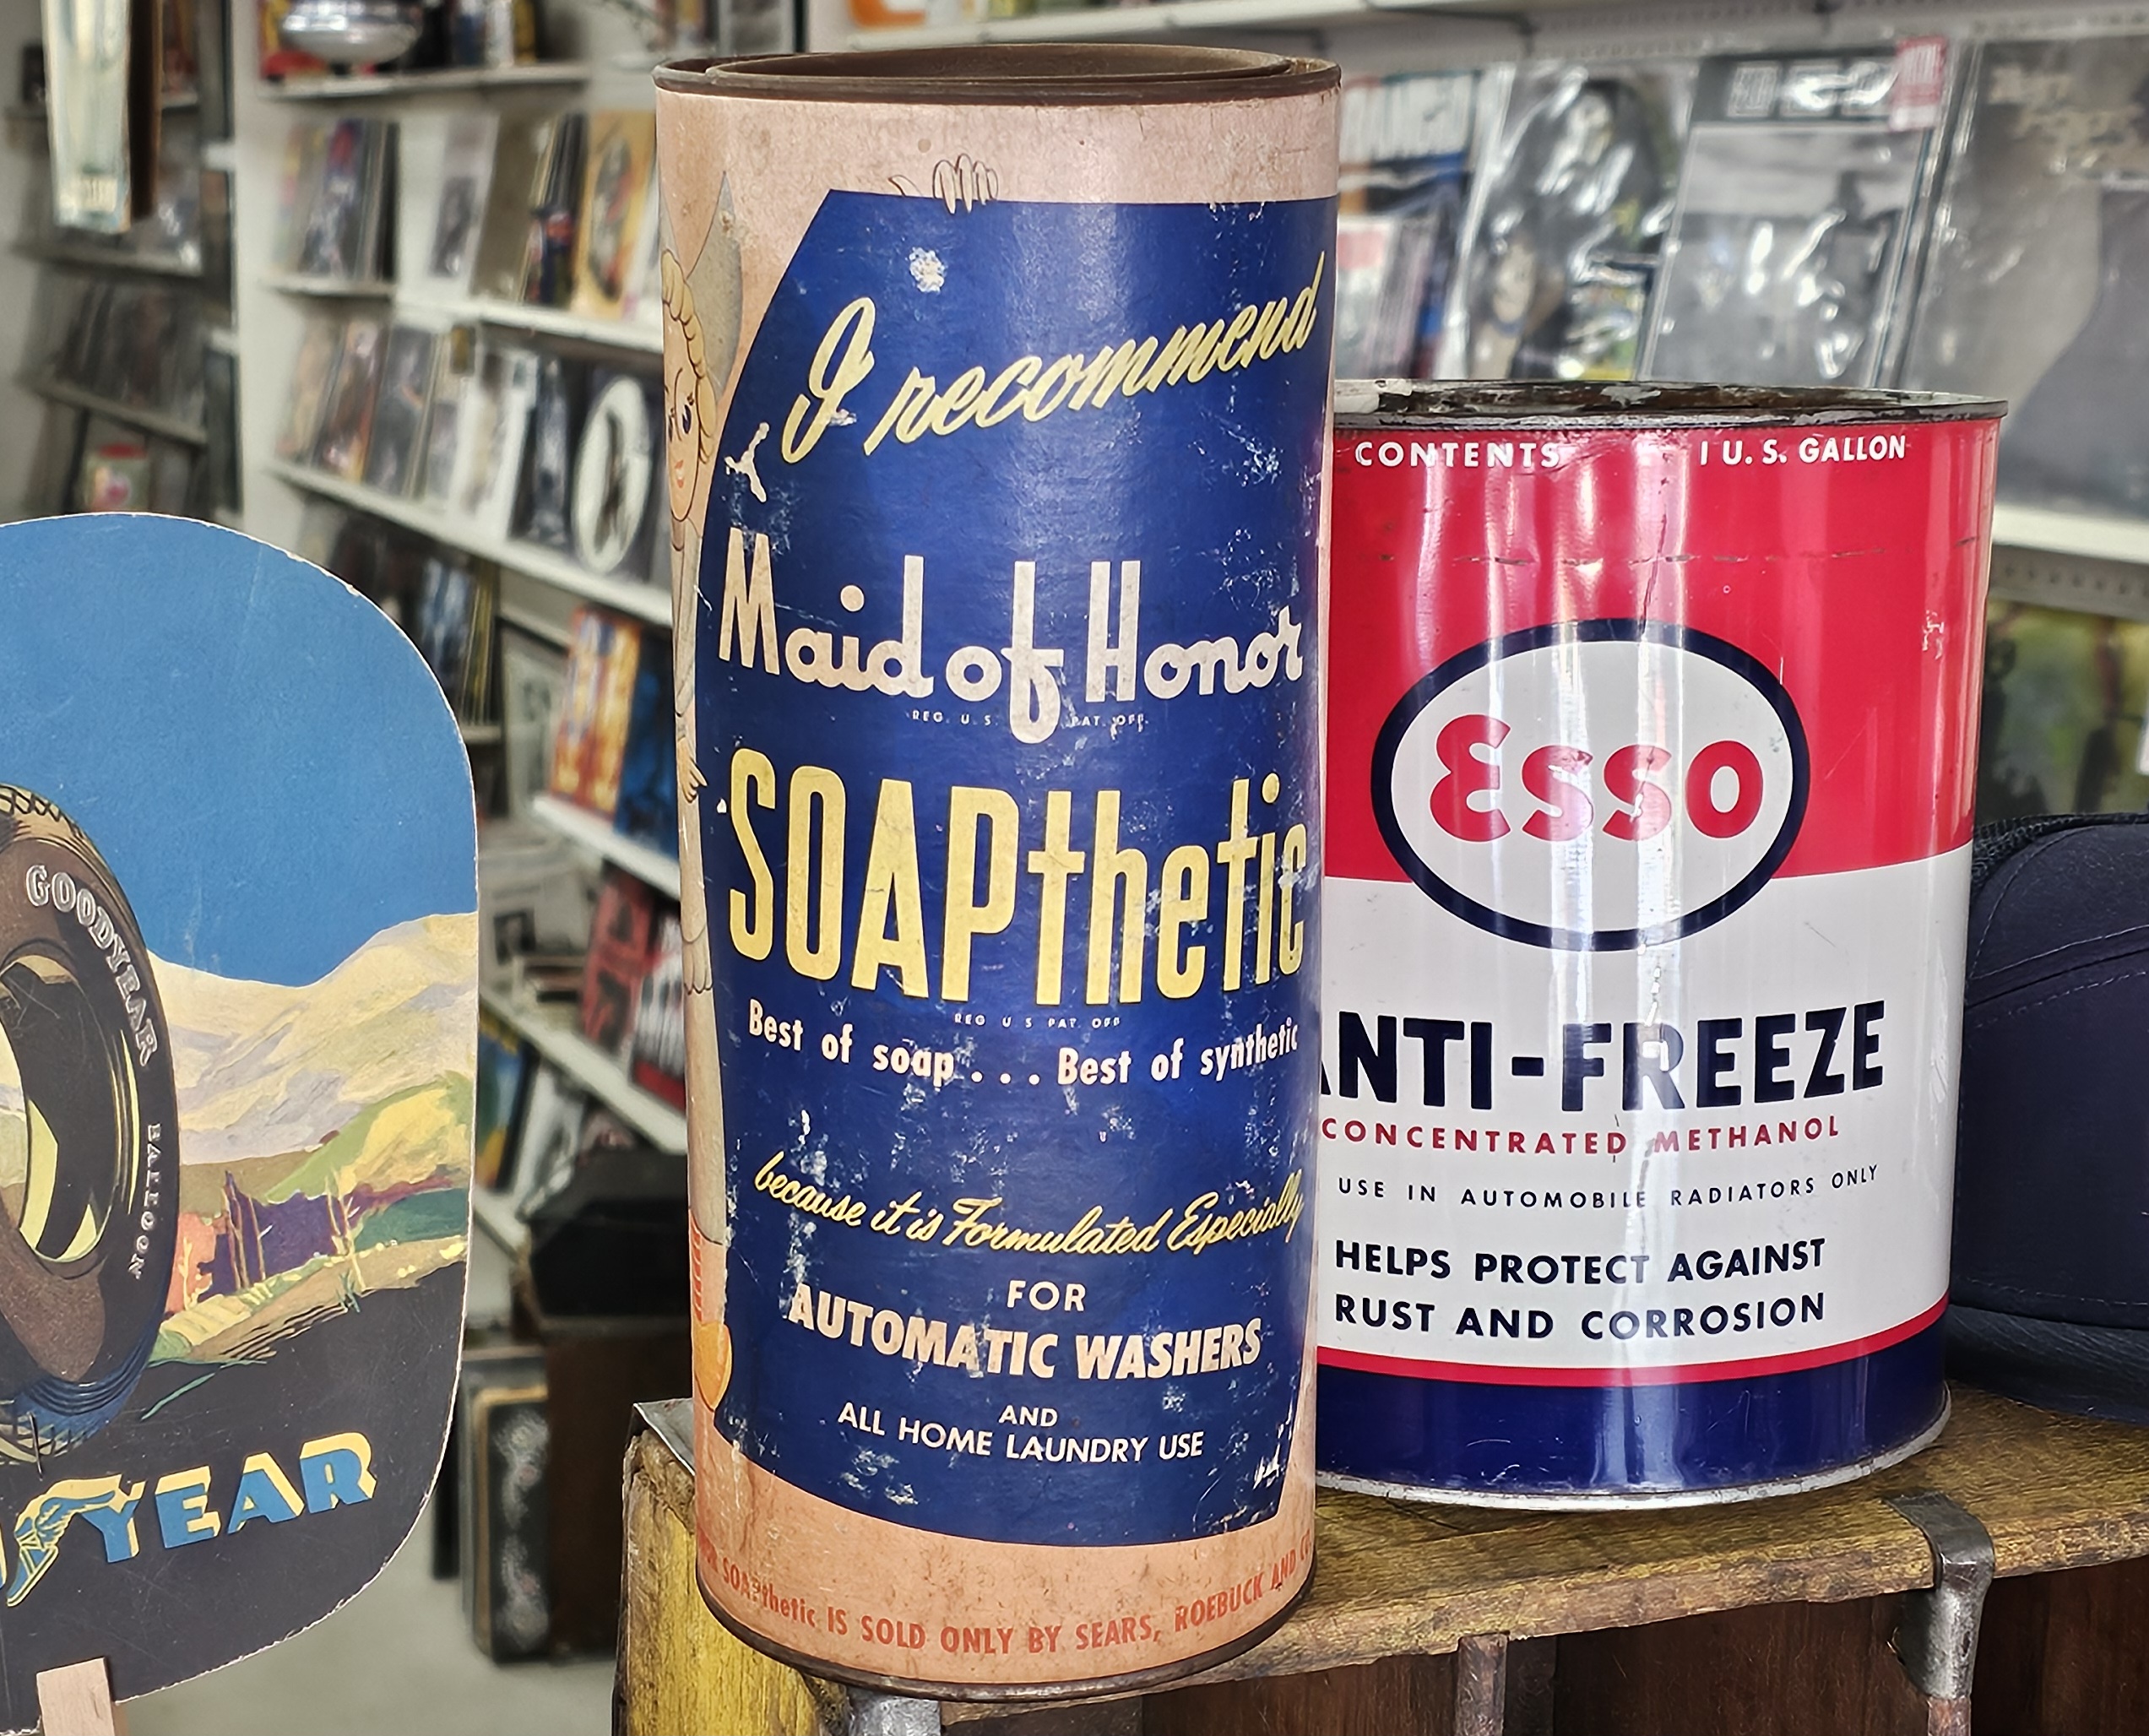 I recommend
Maid of Honor
REG. U.S. PAT. OFF.
SOAPthetic
REG U S PAT. OFF
Best of soap . . . Best of synthetic
because it is Formulated Especially
FOR
AUTOMATIC WASHERS
AND
ALL HOME LAUNDRY USE
SOAPthetic IS SOLD ONLY BY SEARS, ROEBUCK AND
CONTENTS 1 U.S. GALLON
Esso
ANTI-FREEZE
CONCENTRATED METHANOL
USE IN AUTOMOBILE RADIATORS ONLY
HELPS PROTECT AGAINST
RUST AND CORROSION
GOODYEAR
BALLOON
YEAR